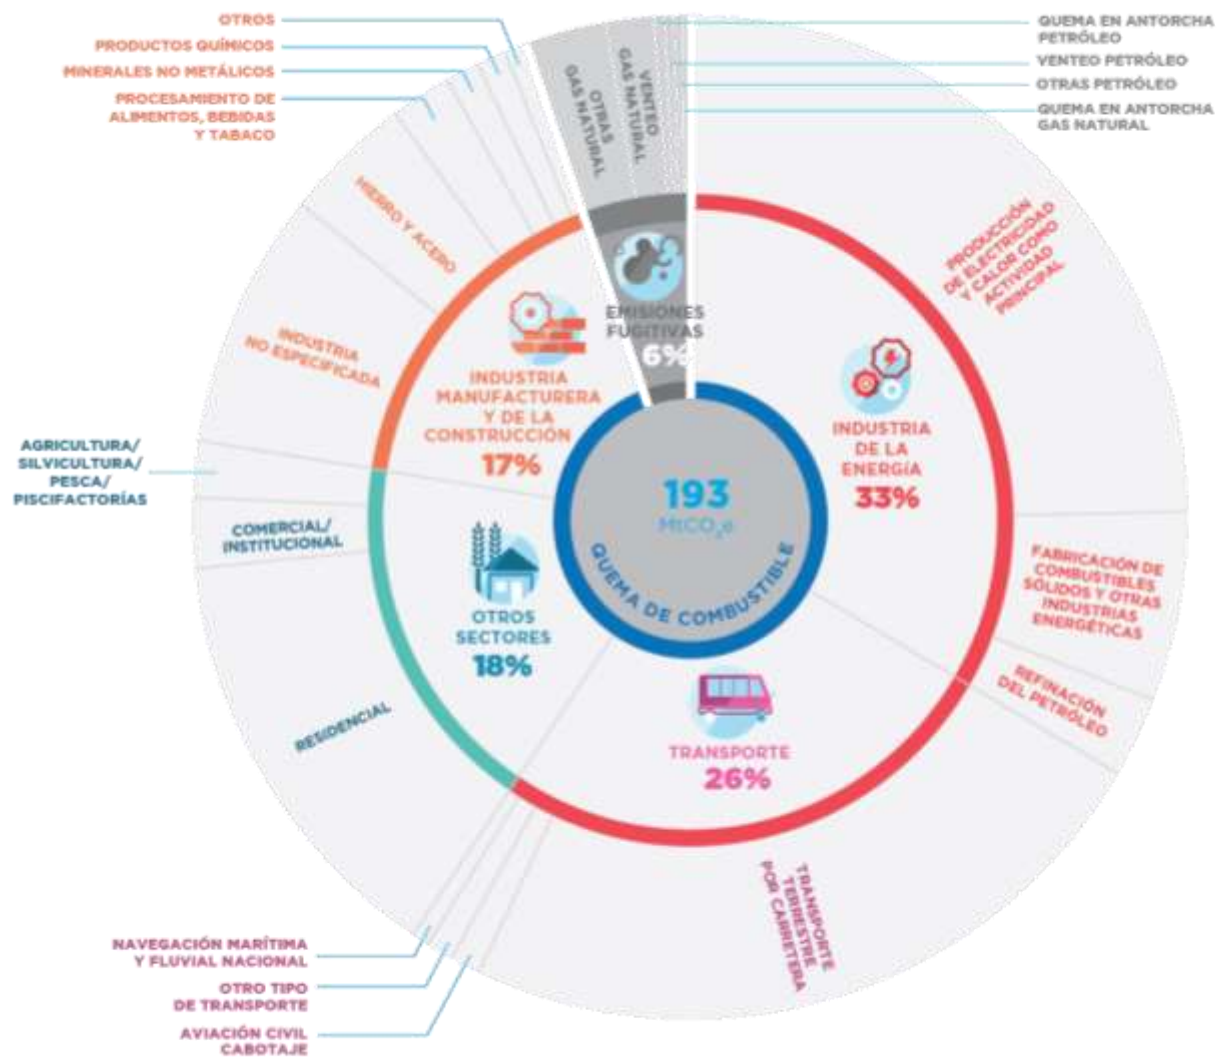 OTROS
PRODUCTOS QUÍMICOS
MINERALES NO METÁLICOS
PROCESAMIENTO DE
ALIMENTOS, BEBIDAS
Y TABACO
HIERRO Y ACERO
INDUSTRIA
NO ESPECIFICADA
OTRAS
GAS NATURAL
VENTEO
GAS NATURAL
QUEMA EN ANTORCHA
PETRÓLEO
VENTEO PETRÓLEO
OTRAS PETRÓLEO
QUEMA EN ANTORCHA
GAS NATURAL
EMISIONES
FUGITIVAS
6%
PRODUCCIÓN
DE ELECTRICIDAD
Y CALOR COMO
ACTIVIDAD
PRINCIPAL
INDUSTRIA
MANUFACTURERA
Y DE LA
CONSTRUCCIÓN
17%
INDUSTRIA
DE LA
ENERGÍA
33%
193
MtCO₂e
QUEMA DE COMBUSTIBLE
AGRICULTURA/
SILVICULTURA/
PESCA/
PISCIFACTORÍAS
COMERCIAL/
INSTITUCIONAL
OTROS
SECTORES
18%
RESIDENCIAL
FABRICACIÓN DE
COMBUSTIBLES
SÓLIDOS Y OTRAS
INDUSTRIAS
ENERGÉTICAS
REFINACIÓN
DEL PETRÓLEO
TRANSPORTE
26%
TRANSPORTE
TERRESTRE
POR CARRETERA
NAVEGACIÓN MARÍTIMA
Y FLUVIAL NACIONAL
OTRO TIPO
DE TRANSPORTE
AVIACIÓN CIVIL
CABOTAJE